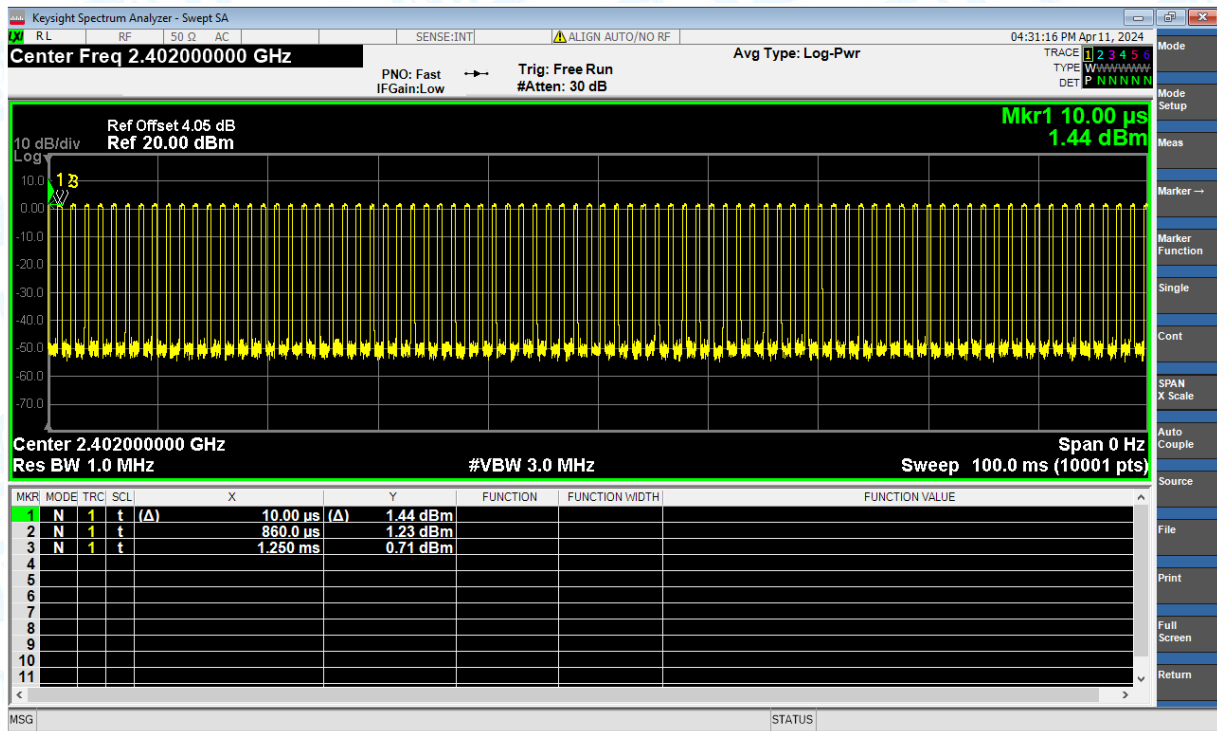 Keysight Spectrum Analyzer - Swept SA
LXI RL RF 50 Ω AC SENSE:INT ALIGN AUTO/NO RF 04:31:16 PM Apr 11, 2024
Center Freq 2.402000000 GHz
PNO: Fast
IFGain:Low
Trig: Free Run
#Atten: 30 dB
Avg Type: Log-Pwr
TRACE 1 2 3 4 5 6
TYPE WWWWWW
DET P N N N N N
Ref Offset 4.05 dB
10 dB/div Ref 20.00 dBm
Log
Mkr1 10.00 µs
1.44 dBm
1 2 3
10.0
0.00
-10.0
-20.0
-30.0
-40.0
-50.0
-60.0
-70.0
Center 2.402000000 GHz Span 0 Hz
Res BW 1.0 MHz #VBW 3.0 MHz Sweep 100.0 ms (10001 pts)
MKR MODE TRC SCL X Y FUNCTION FUNCTION WIDTH FUNCTION VALUE
1 N 1 t (Δ) 10.00 µs (Δ) 1.44 dBm
2 N 1 t 860.0 µs 1.23 dBm
3 N 1 t 1.250 ms 0.71 dBm
4
5
6
7
8
9
10
11
MSG STATUS
Mode
Mode
Setup
Meas
Marker →
Marker
Function
Single
Cont
SPAN
X Scale
Auto
Couple
Source
File
Print
Full
Screen
Return